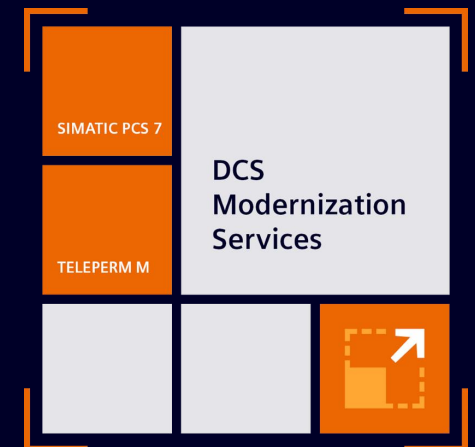 SIMATIC PCS 7
DCS
Modernization
Services
TELEPERM M